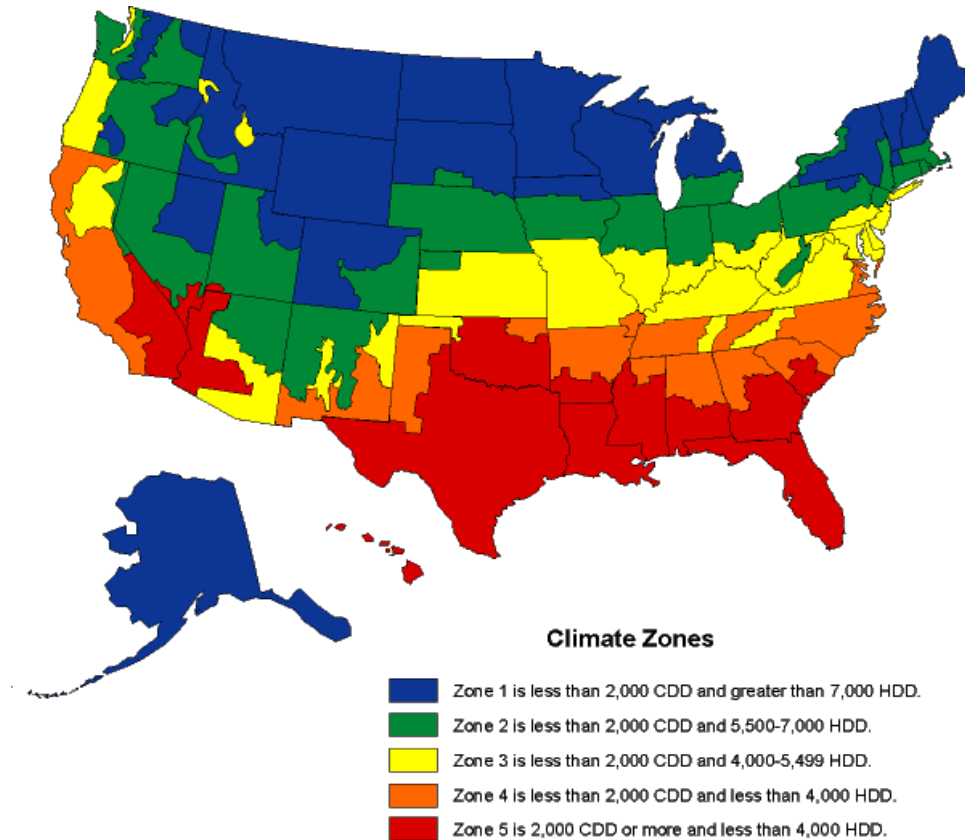 Climate Zones
Zone 1 is less than 2,000 CDD and greater than 7,000 HDD.
Zone 2 is less than 2,000 CDD and 5,500-7,000 HDD.
Zone 3 is less than 2,000 CDD and 4,000-5,499 HDD.
Zone 4 is less than 2,000 CDD and less than 4,000 HDD.
Zone 5 is 2,000 CDD or more and less than 4,000 HDD.